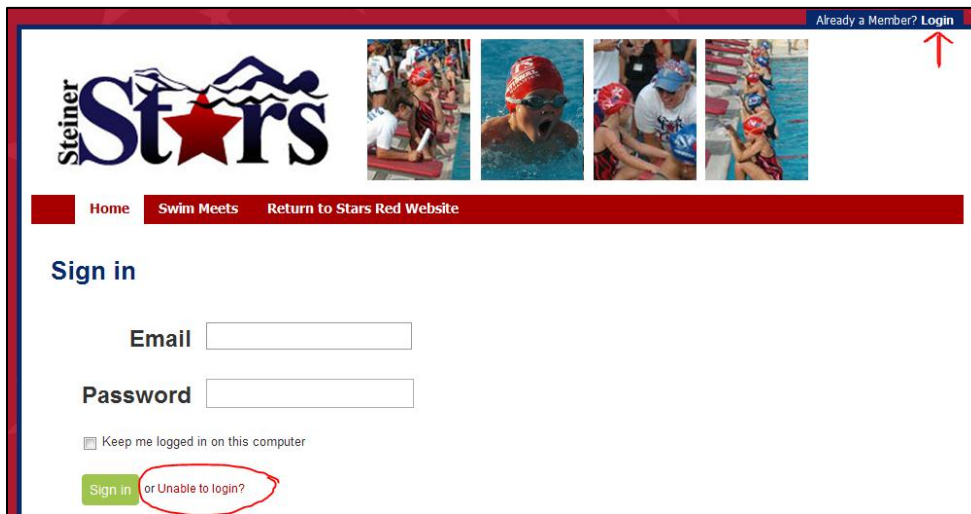 Already a Member? Login
Steiner
Stars
Home Swim Meets Return to Stars Red Website
Sign in
Email
Password
Keep me logged in on this computer
Sign in or Unable to login?